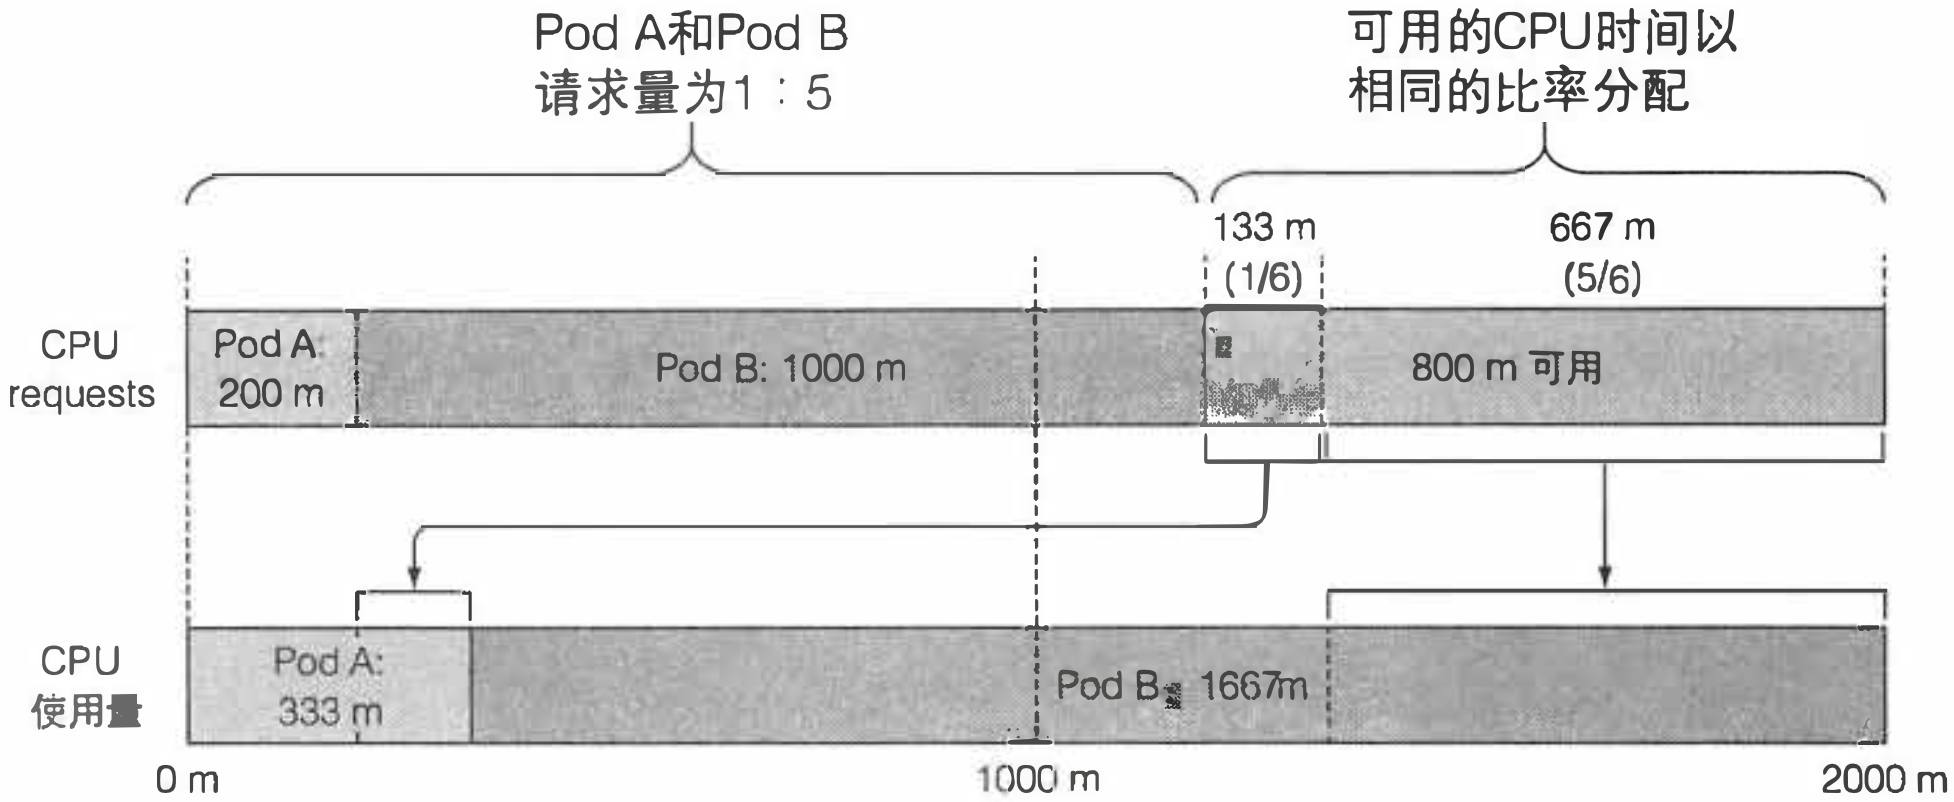 Pod A和Pod B
请求量为1：5
可用的CPU时间以
相同的比率分配
133 m
(1/6)
667 m
(5/6)
CPU
requests
Pod A:
200 m
Pod B: 1000 m
800 m 可用
CPU
使用量
Pod A:
333 m
Pod B: 1667m
0 m
1000 m
2000 m